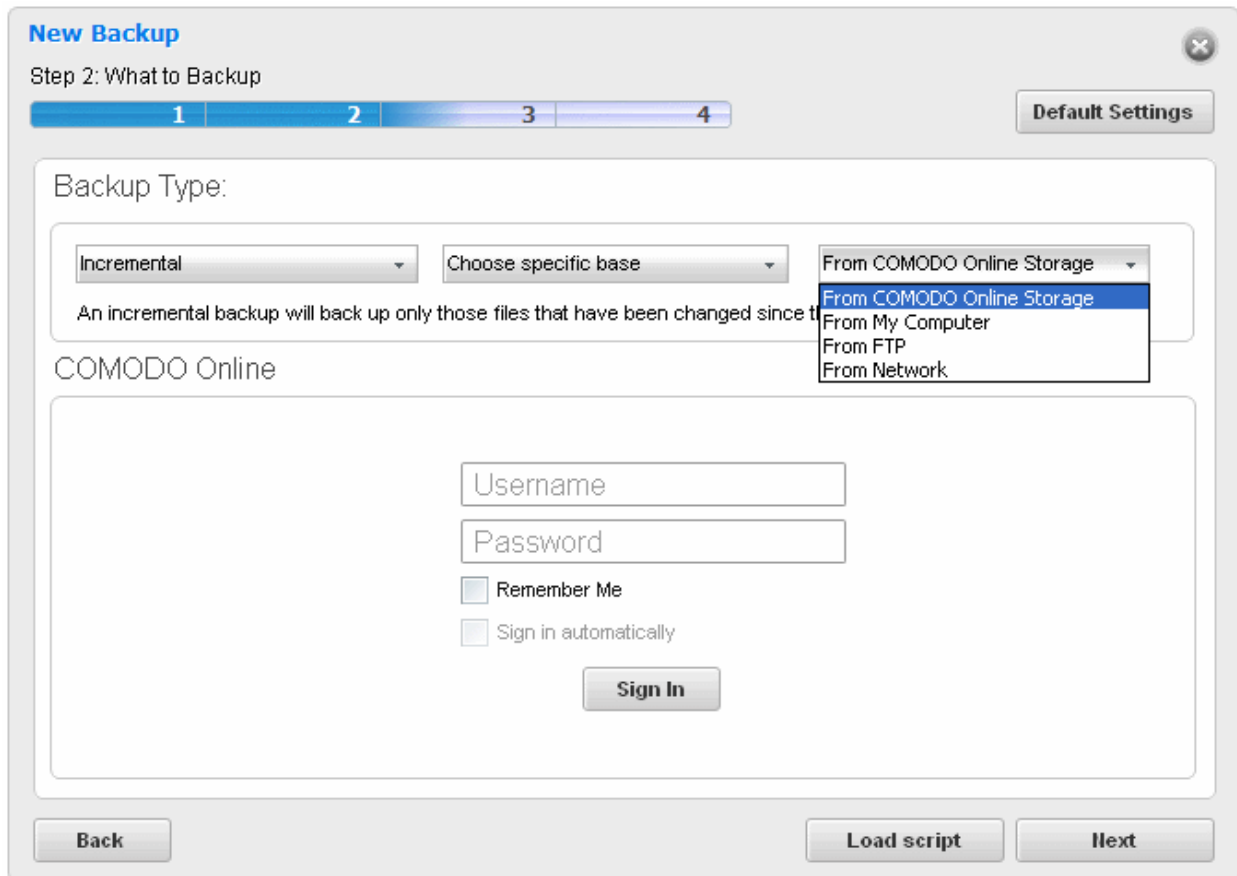 New Backup
Step 2: What to Backup
1 2 3 4
Default Settings
Backup Type:
Incremental
Choose specific base
From COMODO Online Storage
From COMODO Online Storage
From My Computer
From FTP
From Network
An incremental backup will back up only those files that have been changed since
COMODO Online
Username
Password
Remember Me
Sign in automatically
Sign In
Back
Load script
Next